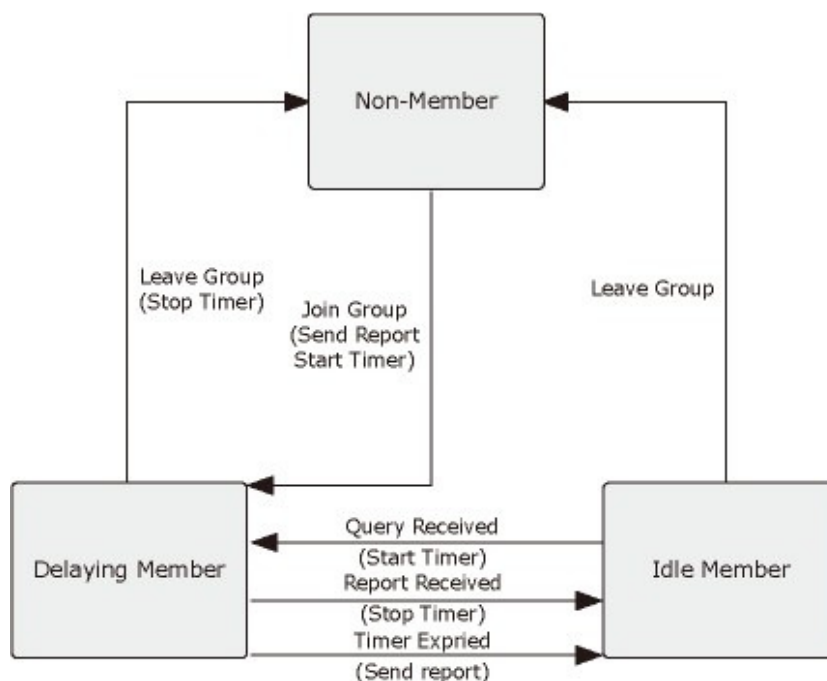 Non-Member
Leave Group
(Stop Timer)
Join Group
(Send Report
Start Timer)
Leave Group
Delaying Member
Query Received
(Start Timer)
Report Received
(Stop Timer)
Timer Expried
(Send report)
Idle Member